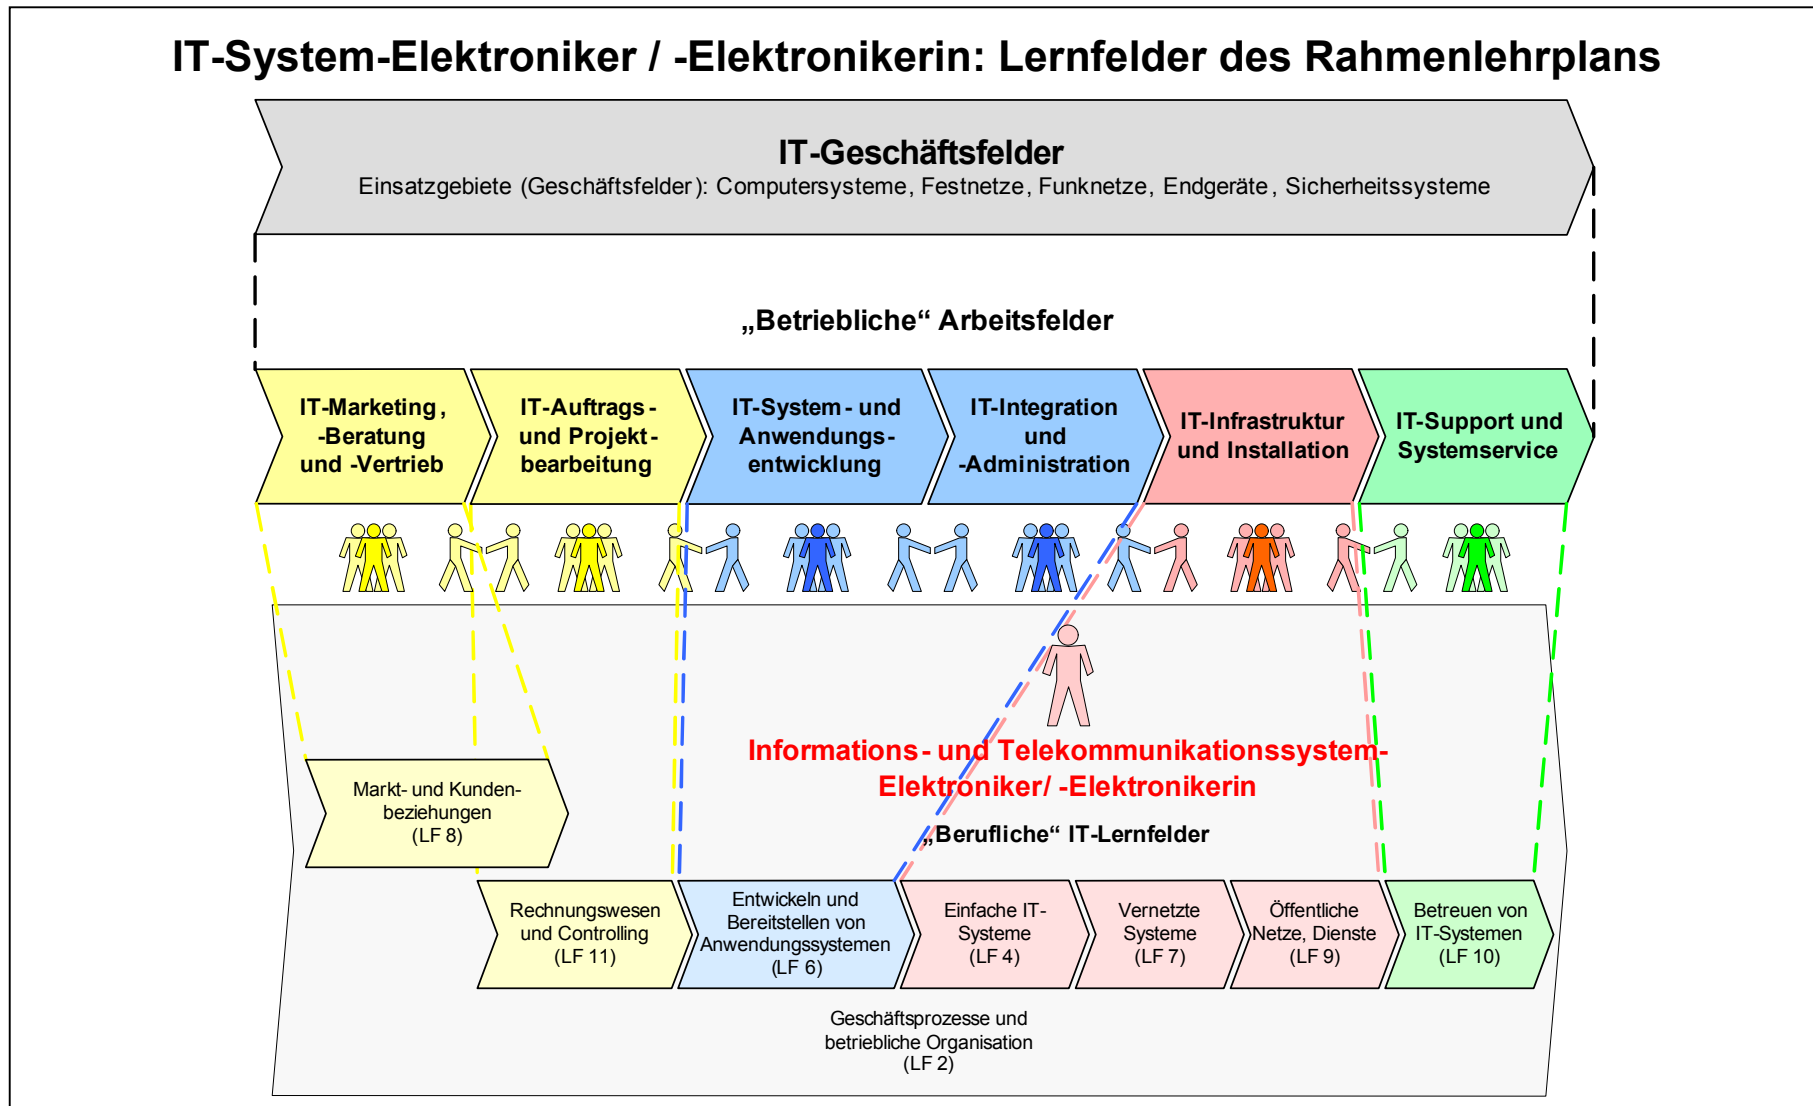 IT-System-Elektroniker / -Elektronikerin: Lernfelder des Rahmenlehrplans
IT-Geschäftsfelder
Einsatzgebiete (Geschäftsfelder): Computersysteme, Festnetze, Funknetze, Endgeräte, Sicherheitssysteme
„Betriebliche“ Arbeitsfelder
IT-Marketing,
-Beratung
und -Vertrieb
IT-Auftrags-
und Projekt-
bearbeitung
IT-System- und
Anwendungs-
entwicklung
IT-Integration
und
-Administration
IT-Infrastruktur
und Installation
IT-Support und
Systemservice
Informations- und Telekommunikationssystem-
Elektroniker/ -Elektronikerin
„Berufliche“ IT-Lernfelder
Markt- und Kunden-
beziehungen
(LF 8)
Rechnungswesen
und Controlling
(LF 11)
Entwickeln und
Bereitstellen von
Anwendungssystemen
(LF 6)
Einfache IT-
Systeme
(LF 4)
Vernetzte
Systeme
(LF 7)
Öffentliche
Netze, Dienste
(LF 9)
Betreuen von
IT-Systemen
(LF 10)
Geschäftsprozesse und
betriebliche Organisation
(LF 2)